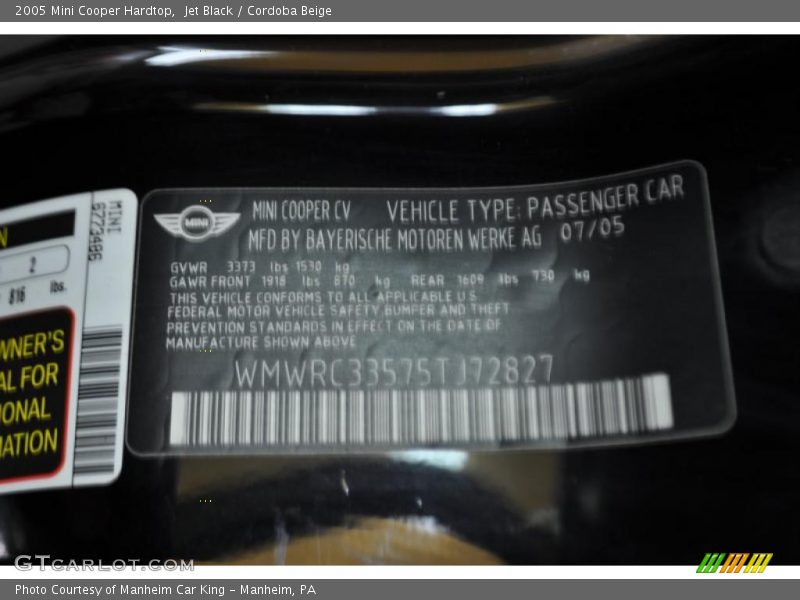 2005 Mini Cooper Hardtop, Jet Black / Cordoba Beige
MINI
6773486
N
2
816 lbs.
WNER'S
AL FOR
IONAL
MATION
MINI
MINI COOPER CV VEHICLE TYPE: PASSENGER CAR
MFD BY BAYERISCHE MOTOREN WERKE AG 07/05
GVWR 3373 lbs 1530 kg
GAWR FRONT 1918 lbs 870 kg REAR 1609 lbs 730 kg
THIS VEHICLE CONFORMS TO ALL APPLICABLE U.S.
FEDERAL MOTOR VEHICLE SAFETY, BUMPER AND THEFT
PREVENTION STANDARDS IN EFFECT ON THE DATE OF
MANUFACTURE SHOWN ABOVE
WMWRC33575TJ72827
GTcarlot.com
Photo Courtesy of Manheim Car King - Manheim, PA